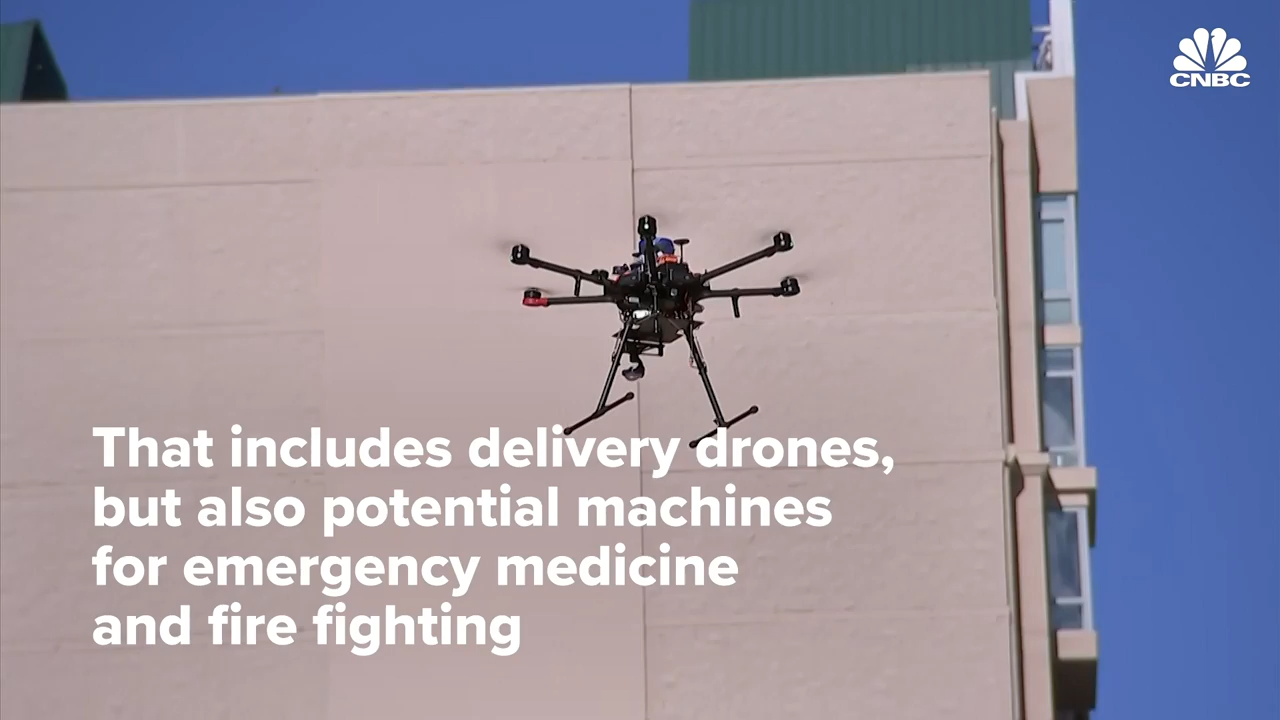 CNBC
That includes delivery drones,
but also potential machines
for emergency medicine
and fire fighting